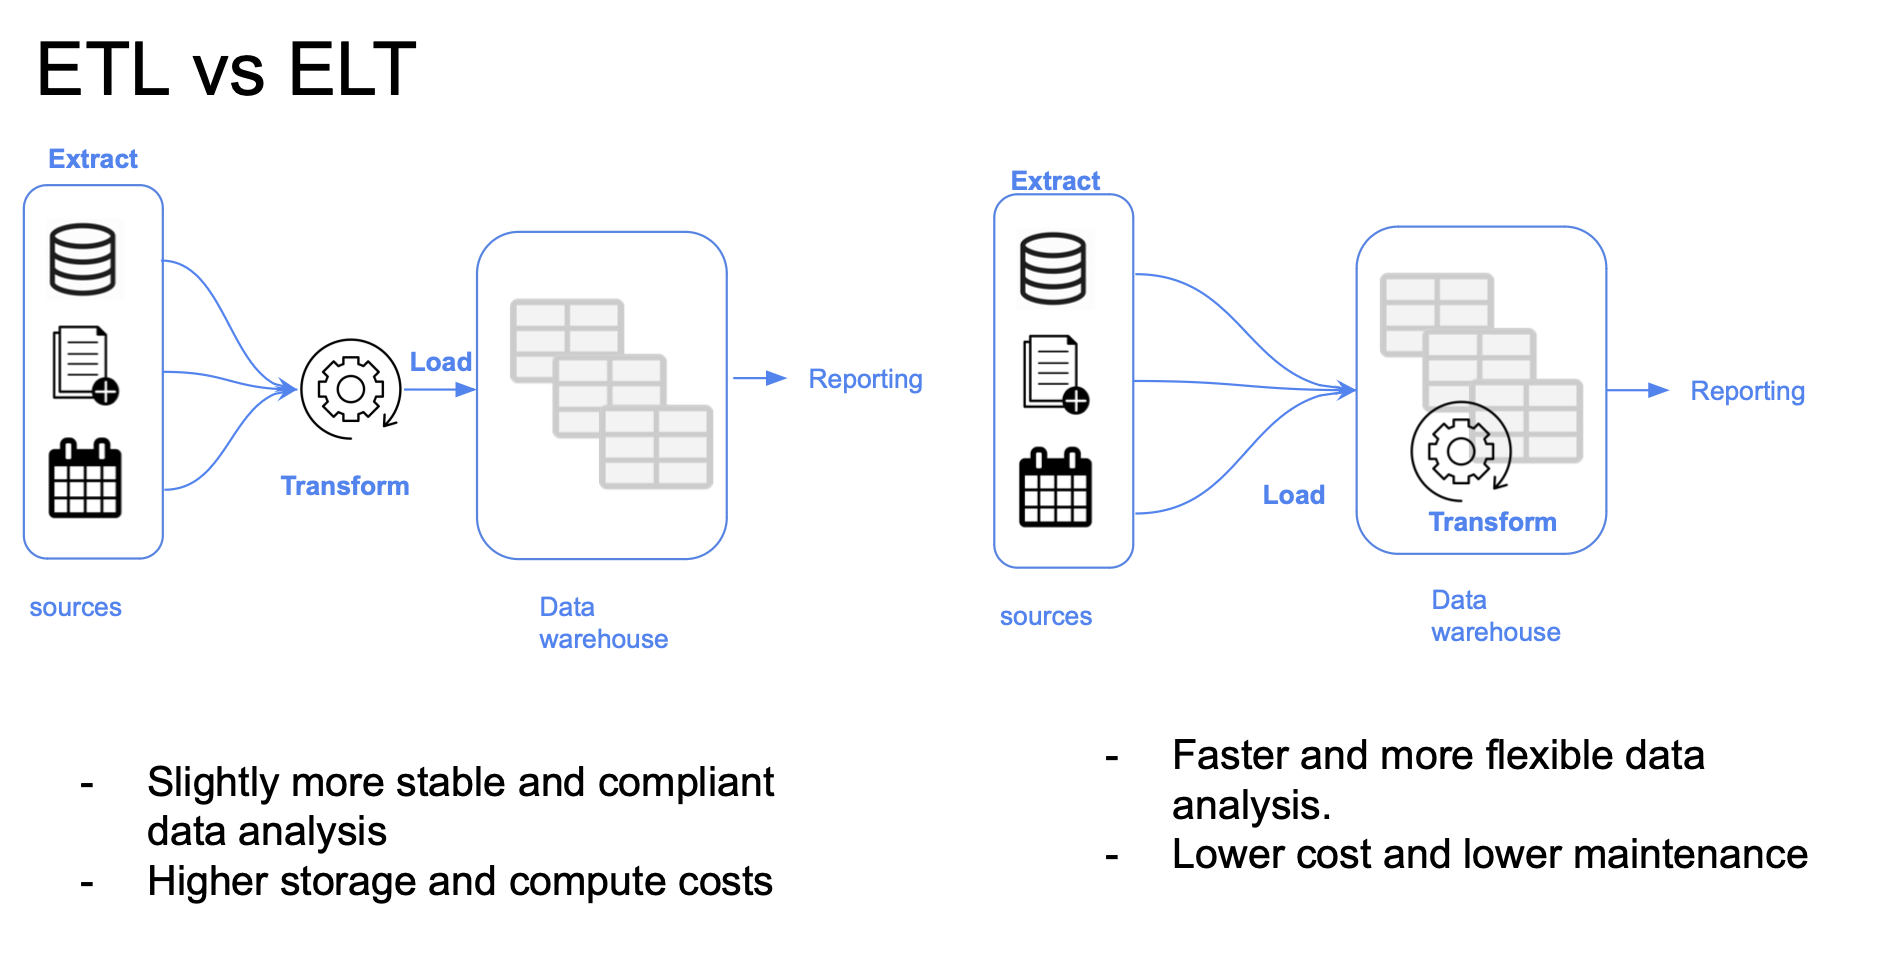 ETL vs ELT
Extract
Load
Transform
Reporting
sources
Data
warehouse
Extract
Load
Transform
Reporting
sources
Data
warehouse
- Slightly more stable and compliant
data analysis
- Higher storage and compute costs
- Faster and more flexible data
analysis.
- Lower cost and lower maintenance